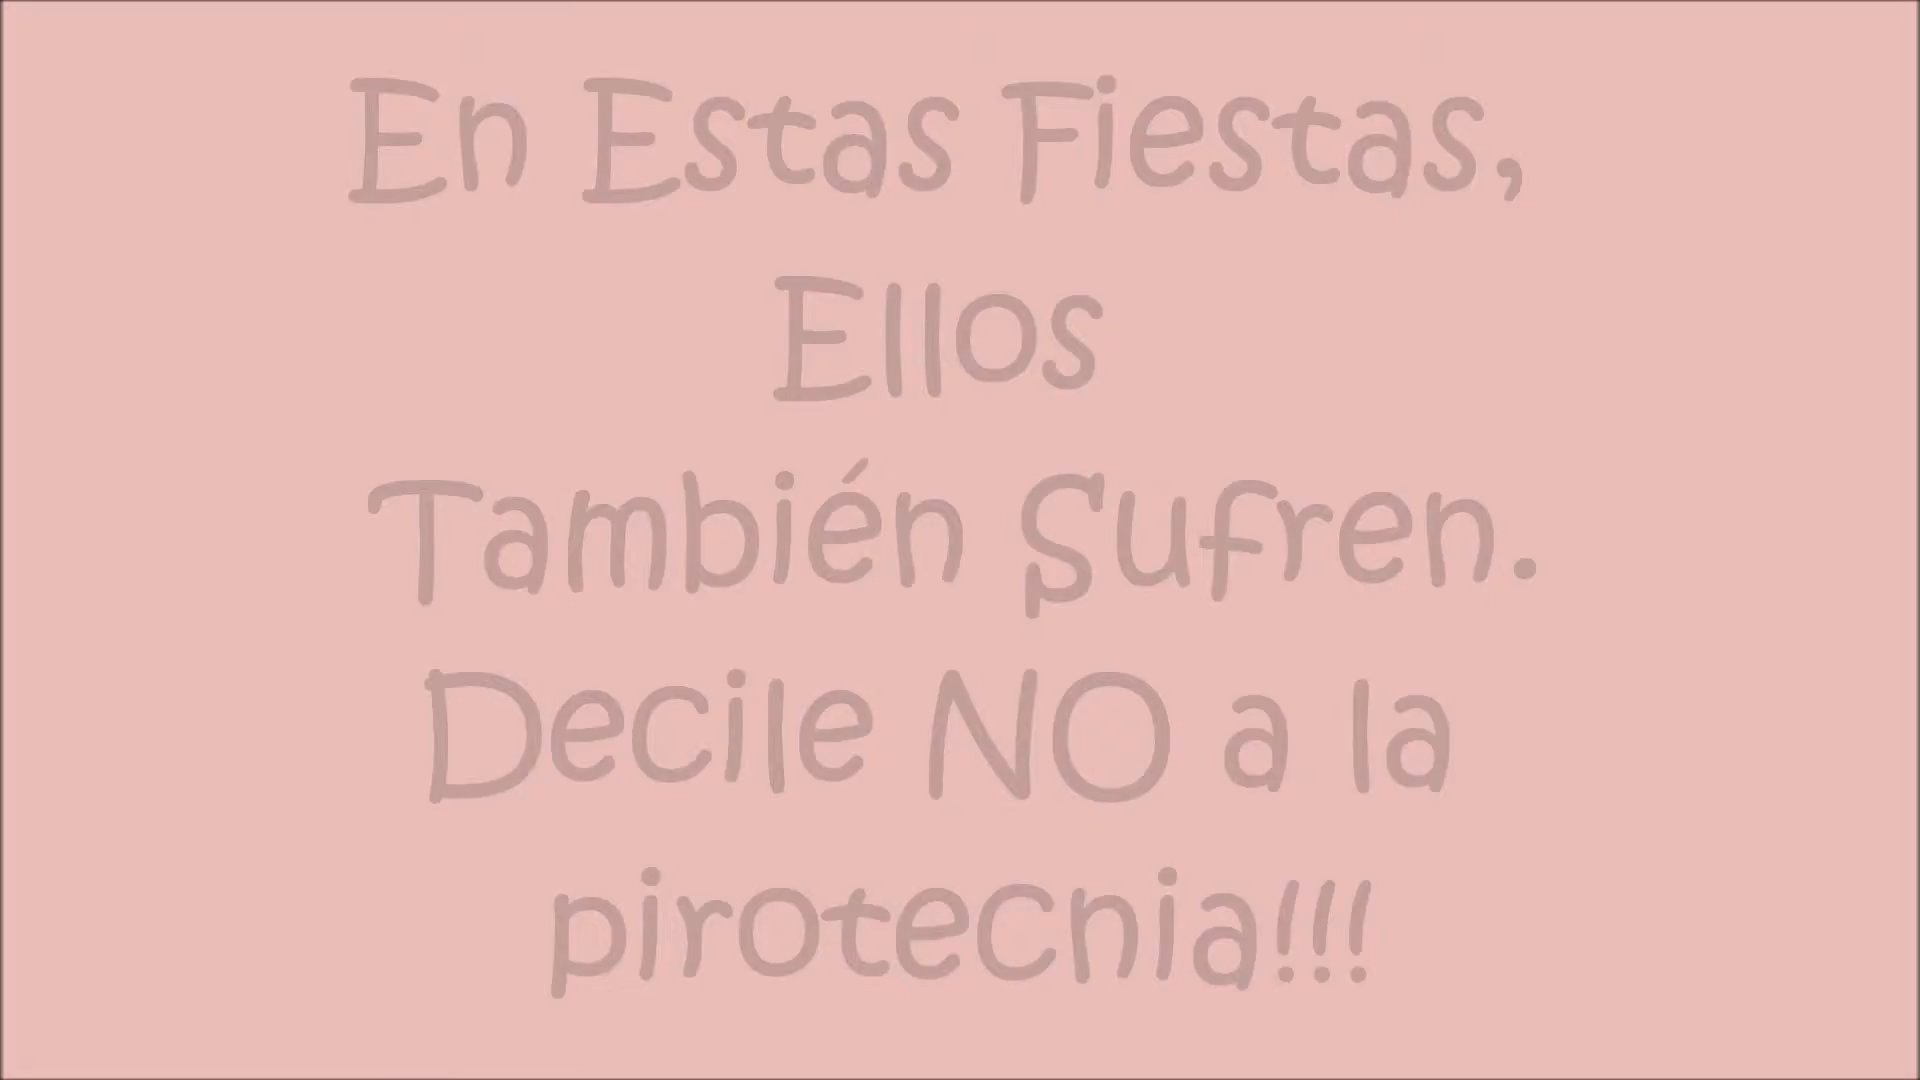 En Estas Fiestas,
Ellos
También Sufren.
Decile NO a la
pirotecnia!!!